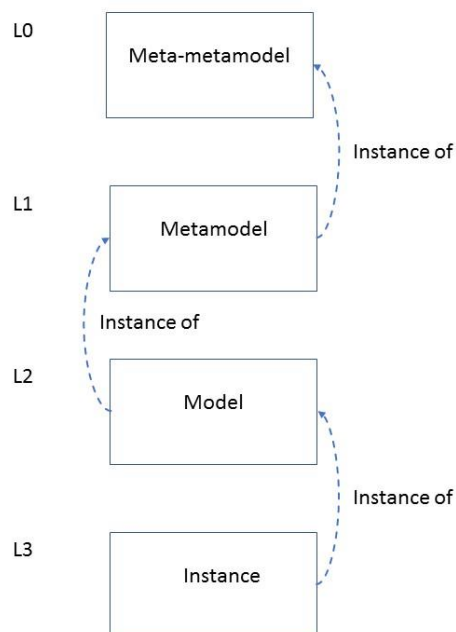 L0
Meta-metamodel
Instance of
L1
Metamodel
Instance of
L2
Model
Instance of
L3
Instance